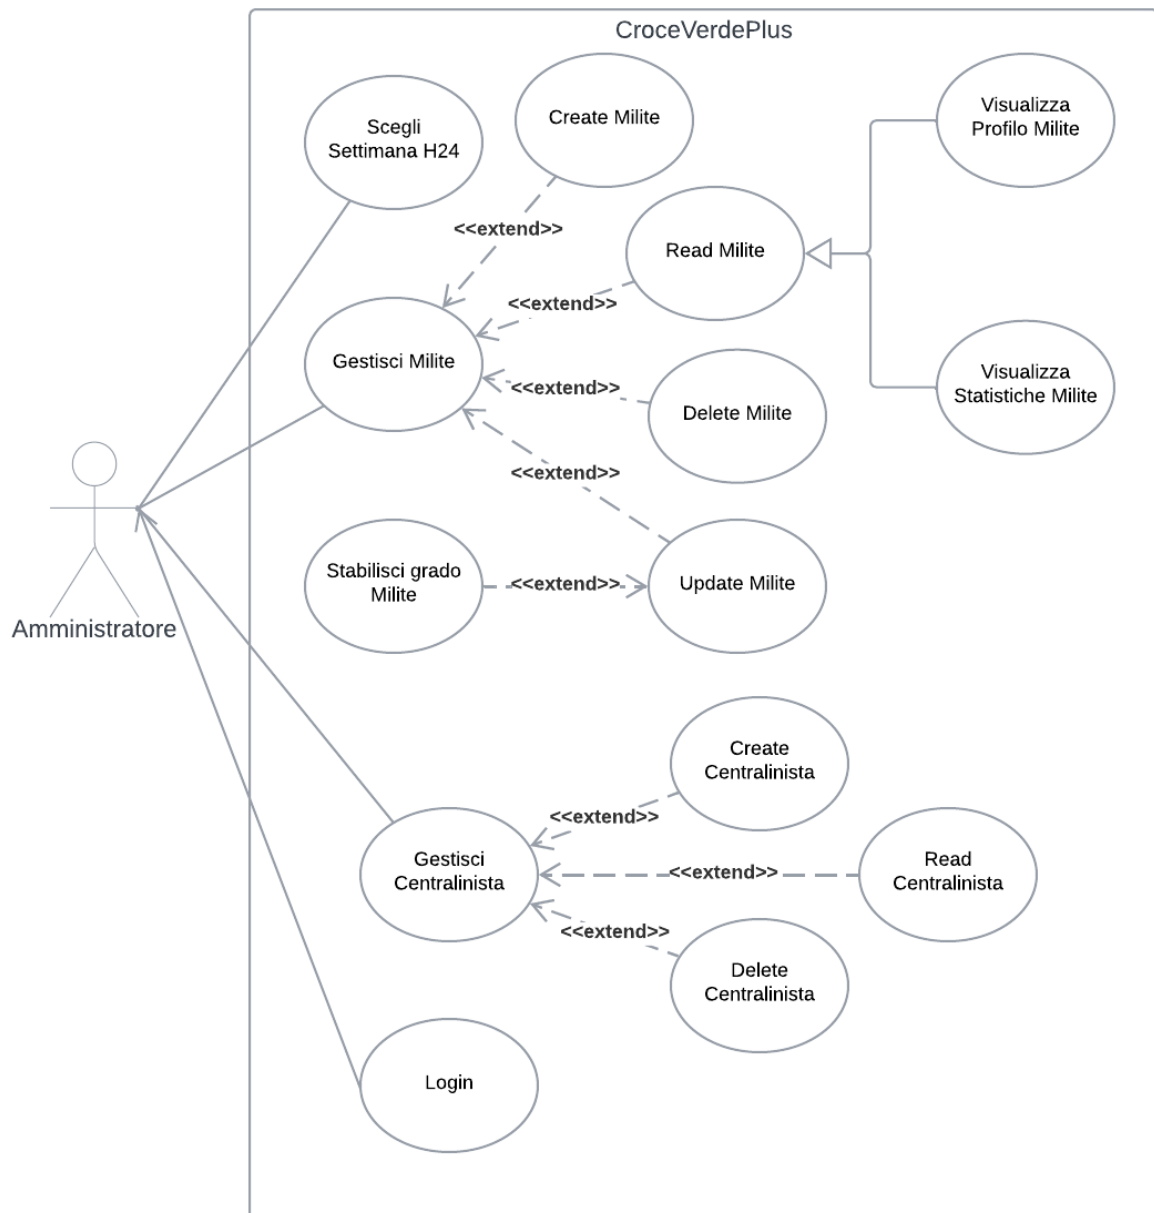 CroceVerdePlus
Scegli
Settimana H24
Create Milite
Visualizza
Profilo Milite
<<extend>>
Read Milite
<<extend>>
Gestisci Milite
<<extend>>
Delete Milite
Visualizza
Statistiche Milite
<<extend>>
Stabilisci grado
Milite
<<extend>>
Update Milite
Amministratore
Create
Centralinista
<<extend>>
Gestisci
Centralinista
<<extend>>
Read
Centralinista
<<extend>>
Delete
Centralinista
Login